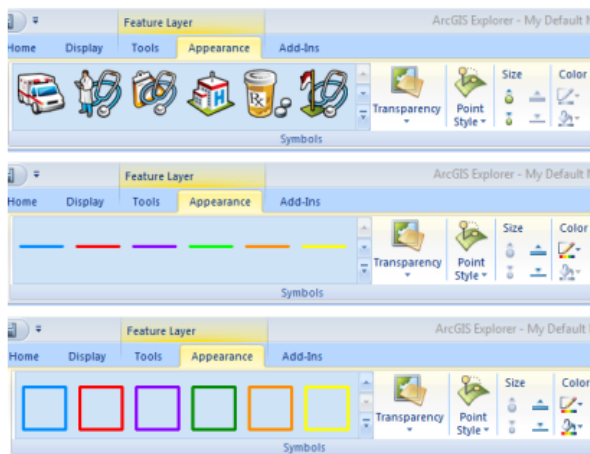 Feature Layer ArcGIS Explorer - My Default
Home Display Tools Appearance Add-Ins
Size Color
H
Rx
Transparency Point
Style
Symbols
Feature Layer ArcGIS Explorer - My Default
Home Display Tools Appearance Add-Ins
Size Color
Transparency Point
Style
Symbols
Feature Layer ArcGIS Explorer - My Default
Home Display Tools Appearance Add-Ins
Size Color
Transparency Point
Style
Symbols